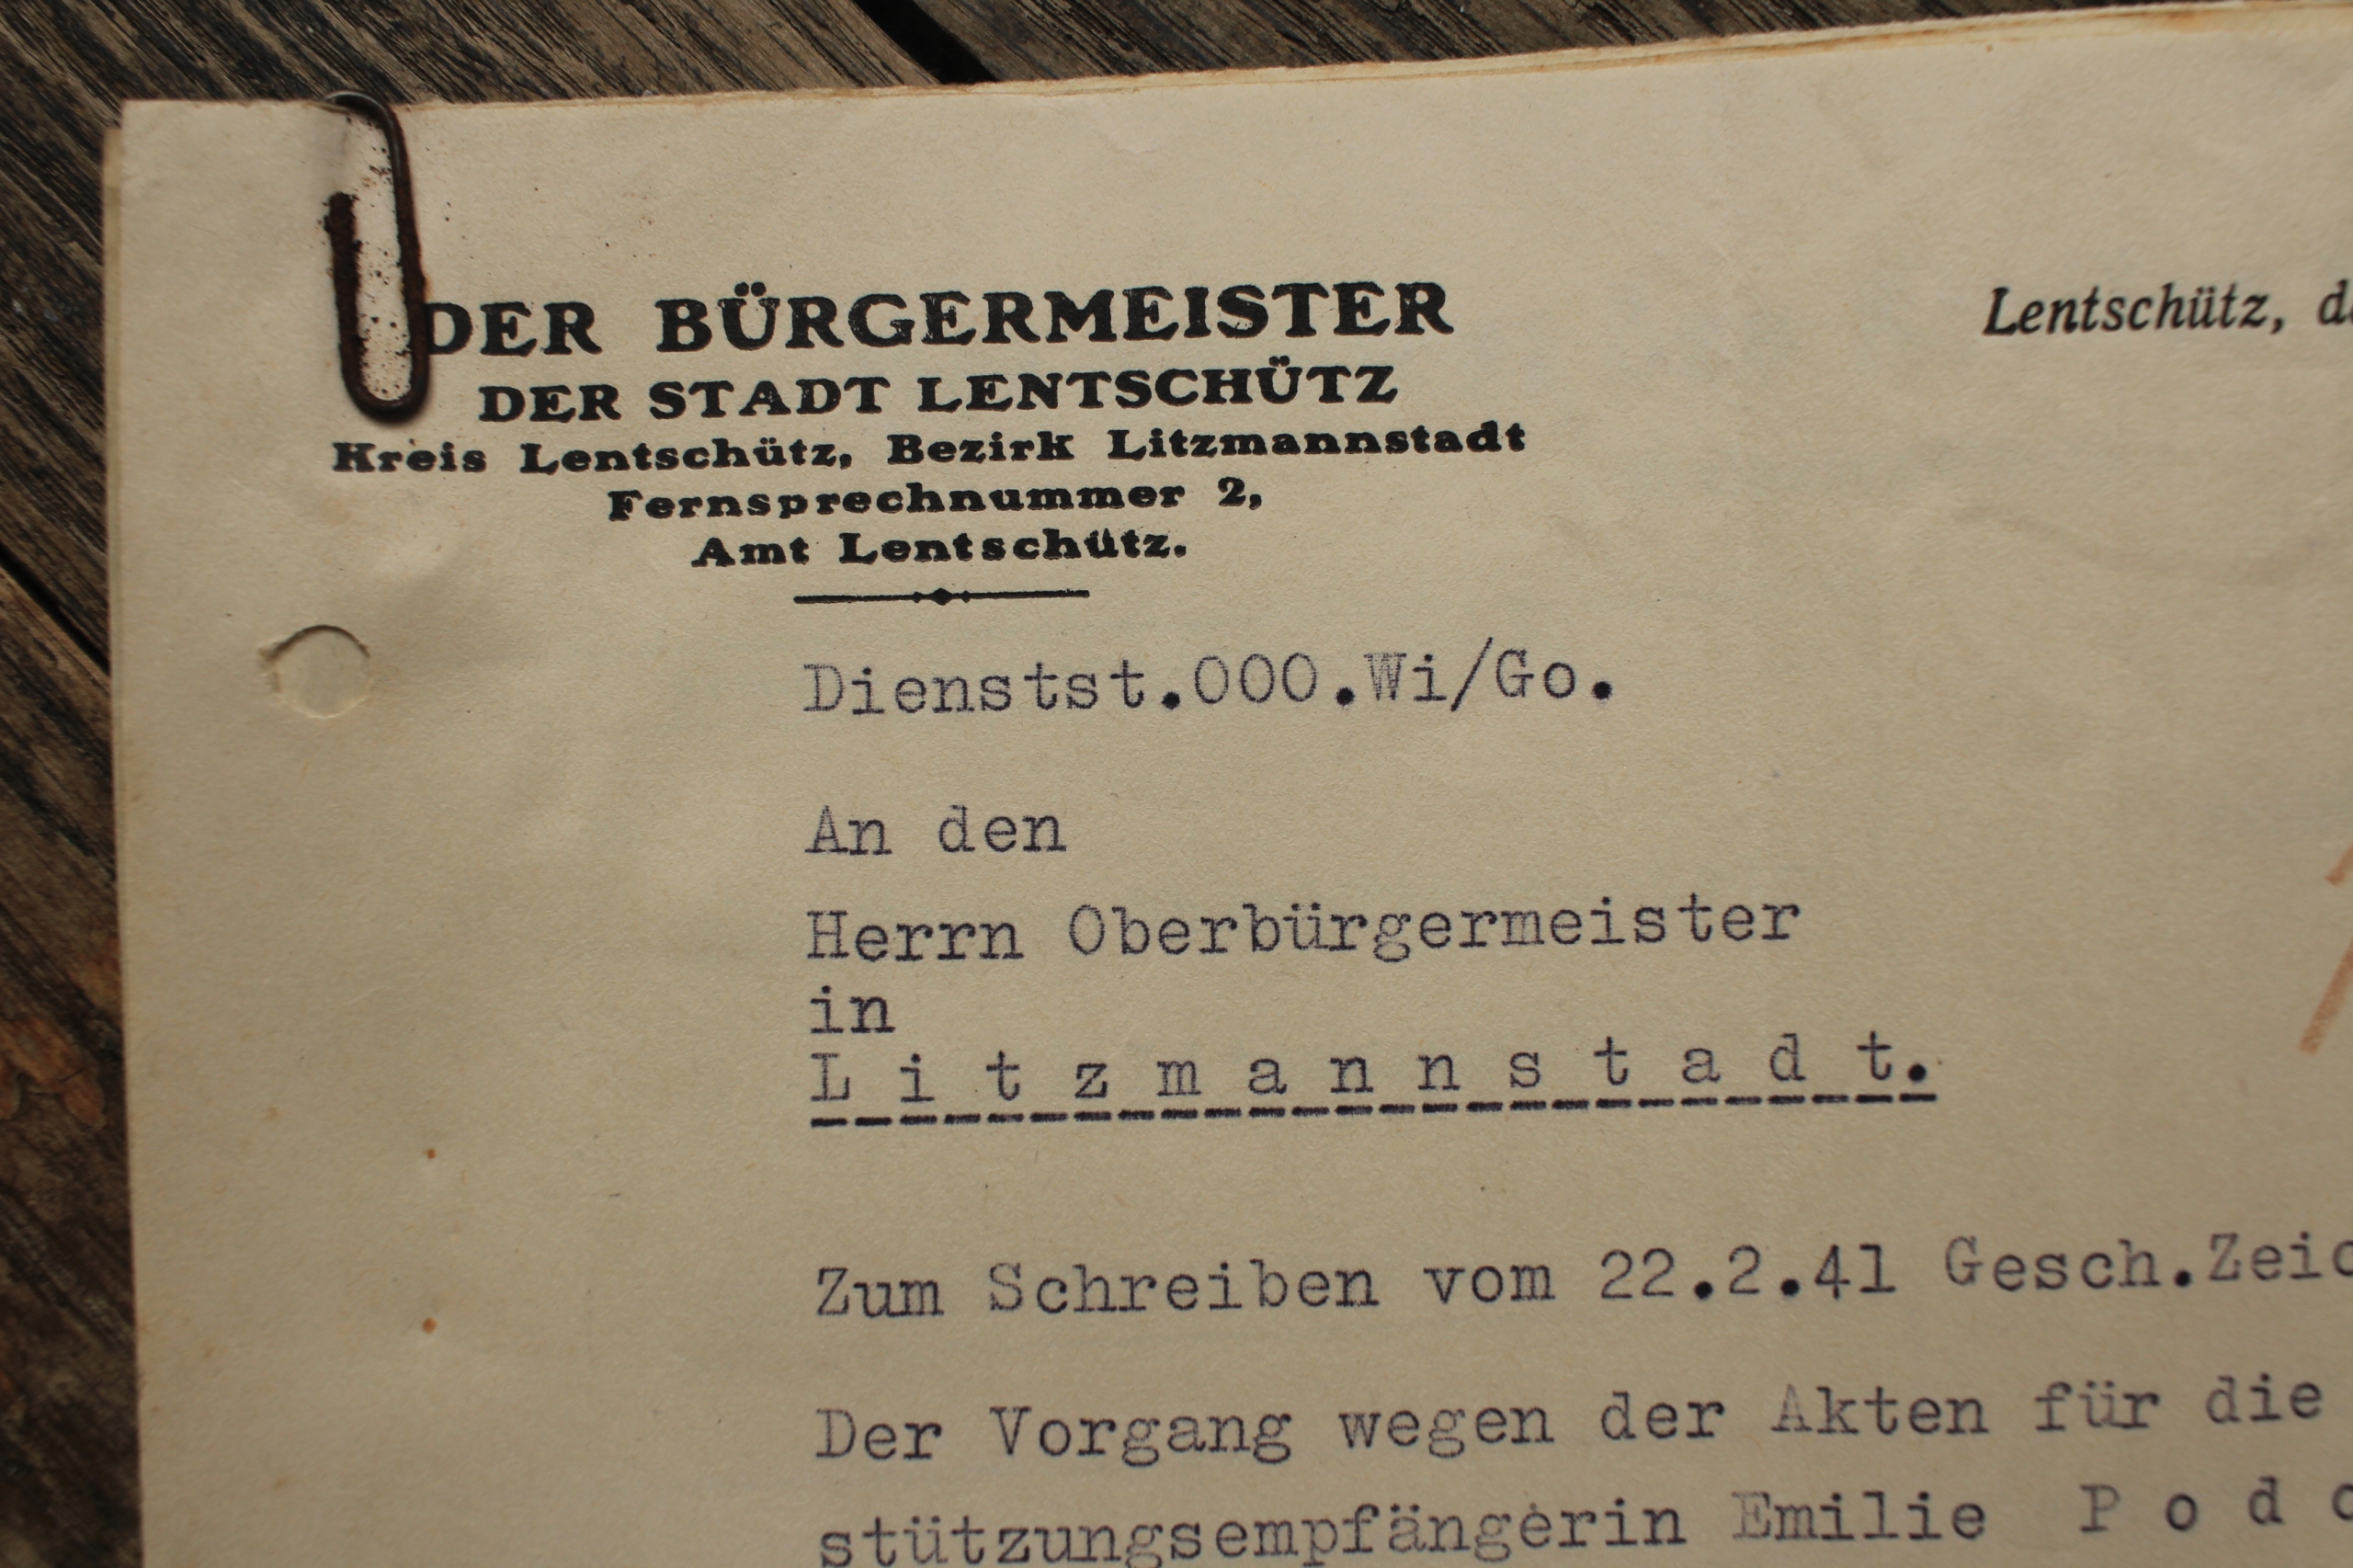 DER BÜRGERMEISTER
DER STADT LENTSCHÜTZ
Kreis Lentschütz, Bezirk Litzmannstadt
Fernsprechnummer 2,
Amt Lentschütz.
Lentschütz,
Dienstst.000.Wi/Go.
An den
Herrn Oberbürgermeister
in
L i t z m a n n s t a d t.
Zum Schreiben vom 22.2.41 Gesch.
Der Vorgang wegen der Akten für die
stützungsempfängerin Emilie